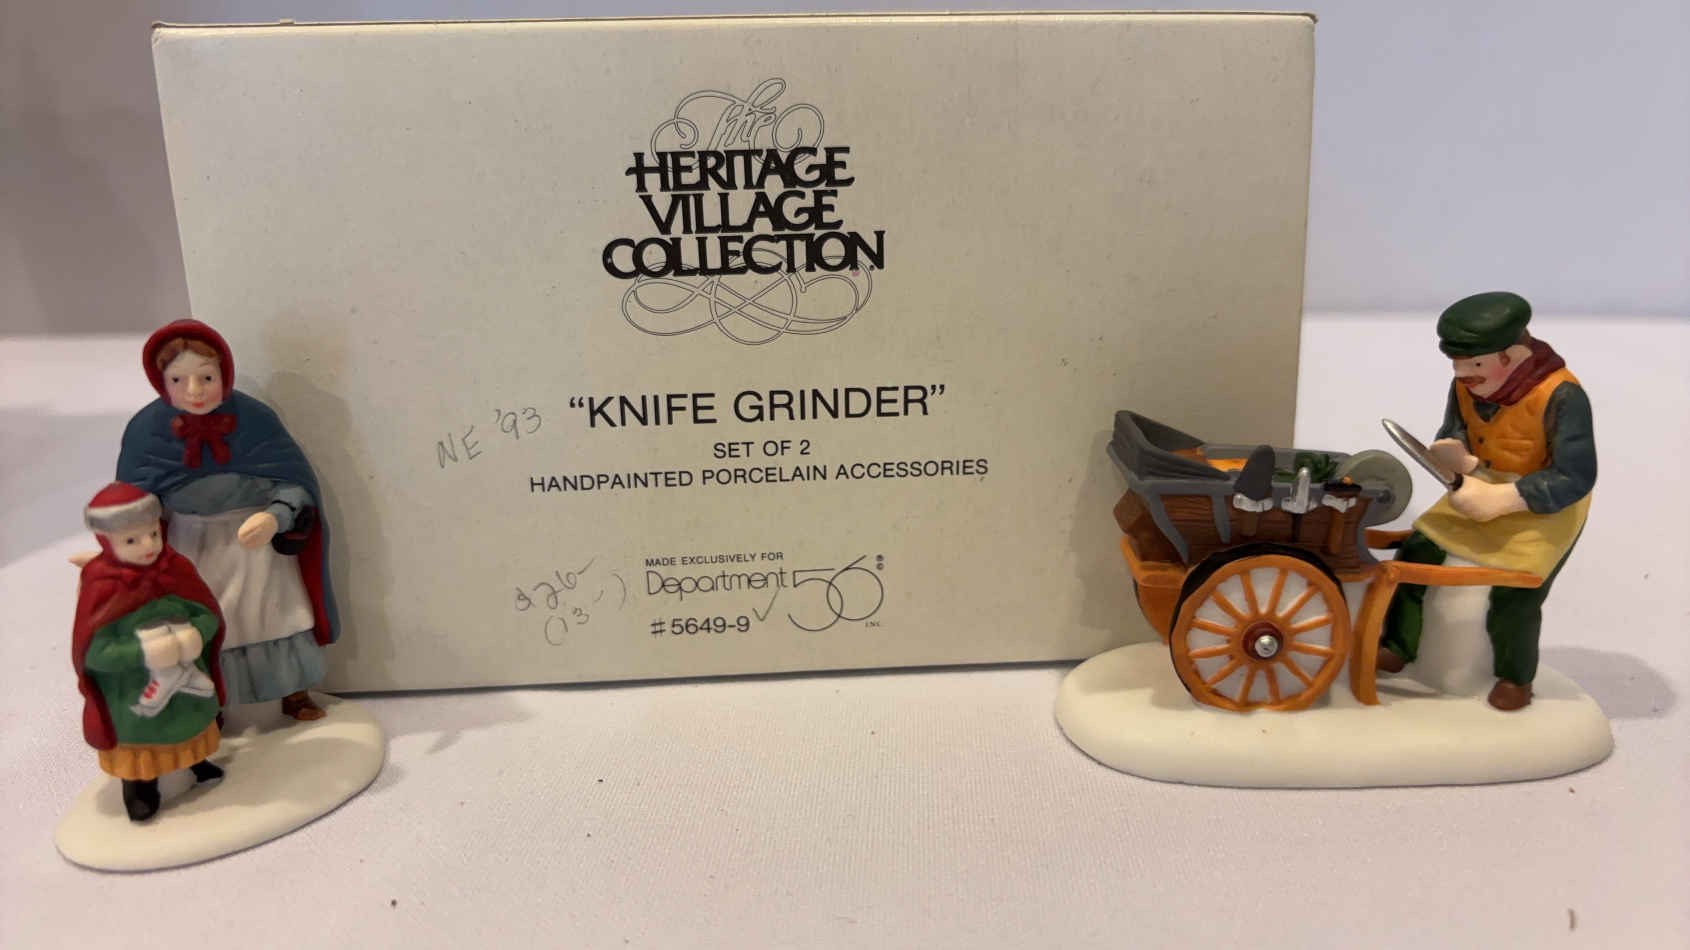 The
HERITAGE
VILLAGE
COLLECTION
NE '93
"KNIFE GRINDER"
SET OF 2
HANDPAINTED PORCELAIN ACCESSORIES
MADE EXCLUSIVELY FOR
Department 56 ® ©
INC.
#5649-9 ✓